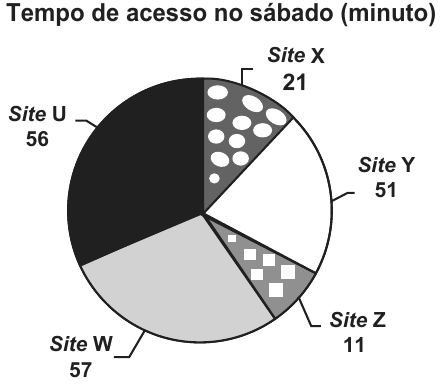 Tempo de acesso no sábado (minuto)
Site X
21
Site Y
51
Site Z
11
Site W
57
Site U
56